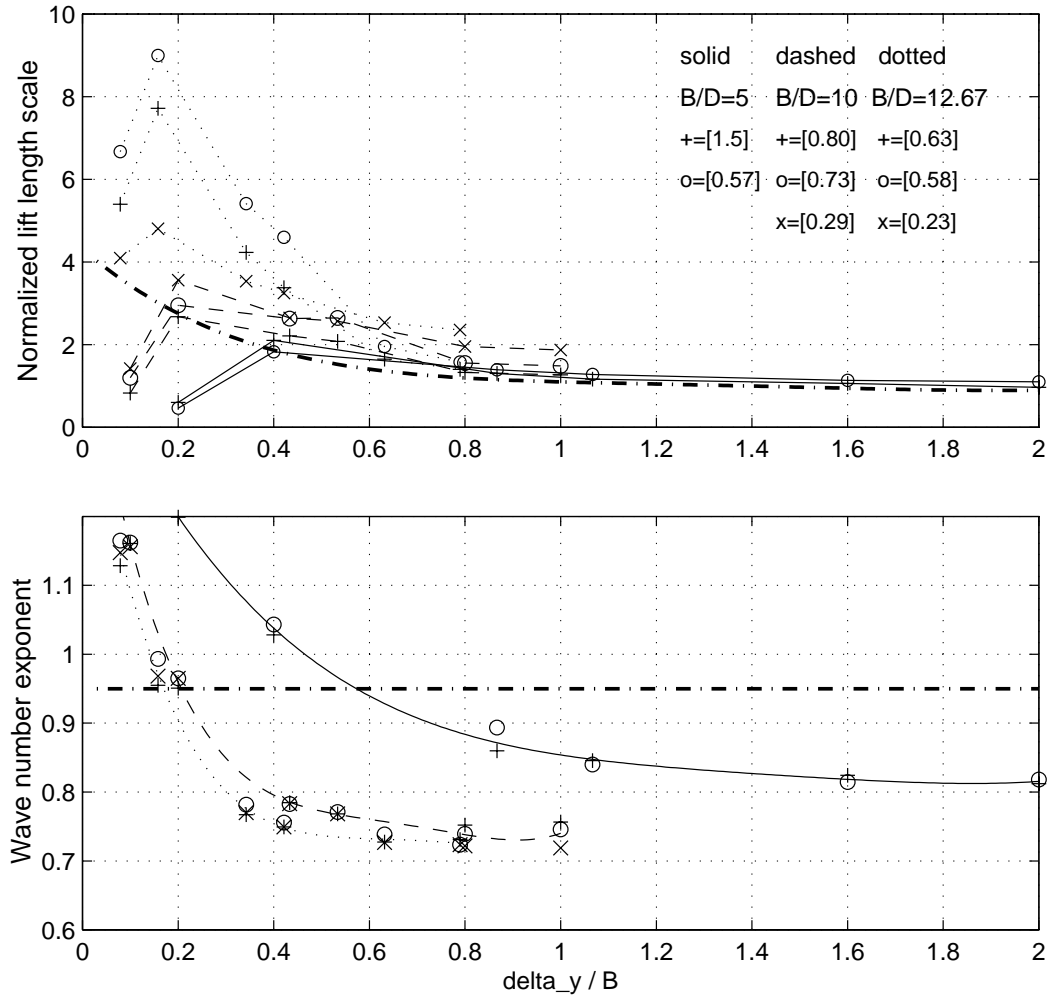 10
8
6
4
2
0
Normalized lift length scale
solid dashed dotted
B/D=5 B/D=10 B/D=12.67
+=[1.5] +=[0.80] +=[0.63]
o=[0.57] o=[0.73] o=[0.58]
x=[0.29] x=[0.23]
0 0.2 0.4 0.6 0.8 1 1.2 1.4 1.6 1.8 2
1.1
1
0.9
0.8
0.7
0.6
Wave number exponent
0 0.2 0.4 0.6 0.8 1 1.2 1.4 1.6 1.8 2
delta_y / B